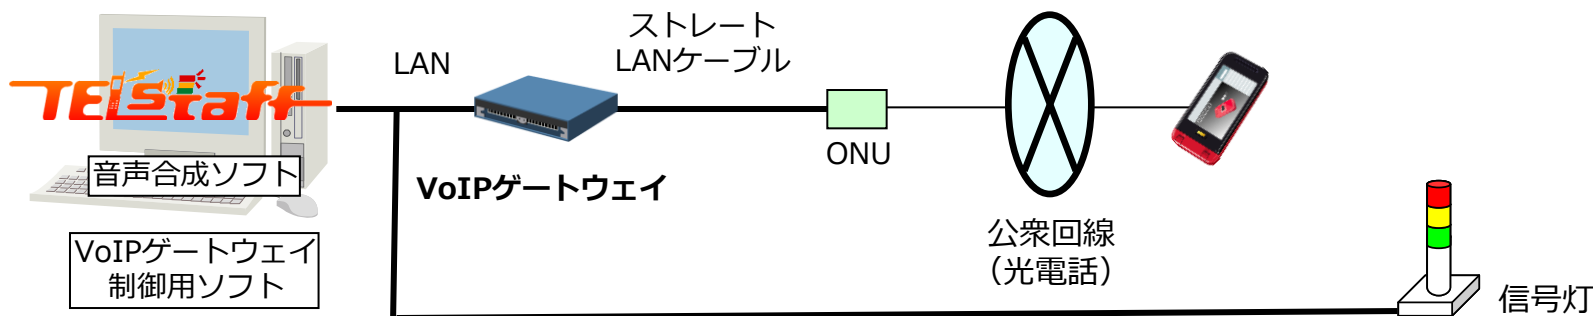 TELstaff
音声合成ソフト
VoIPゲートウェイ
制御用ソフト
LAN
VoIPゲートウェイ
ストレート
LANケーブル
ONU
公衆回線
（光電話）
信号灯